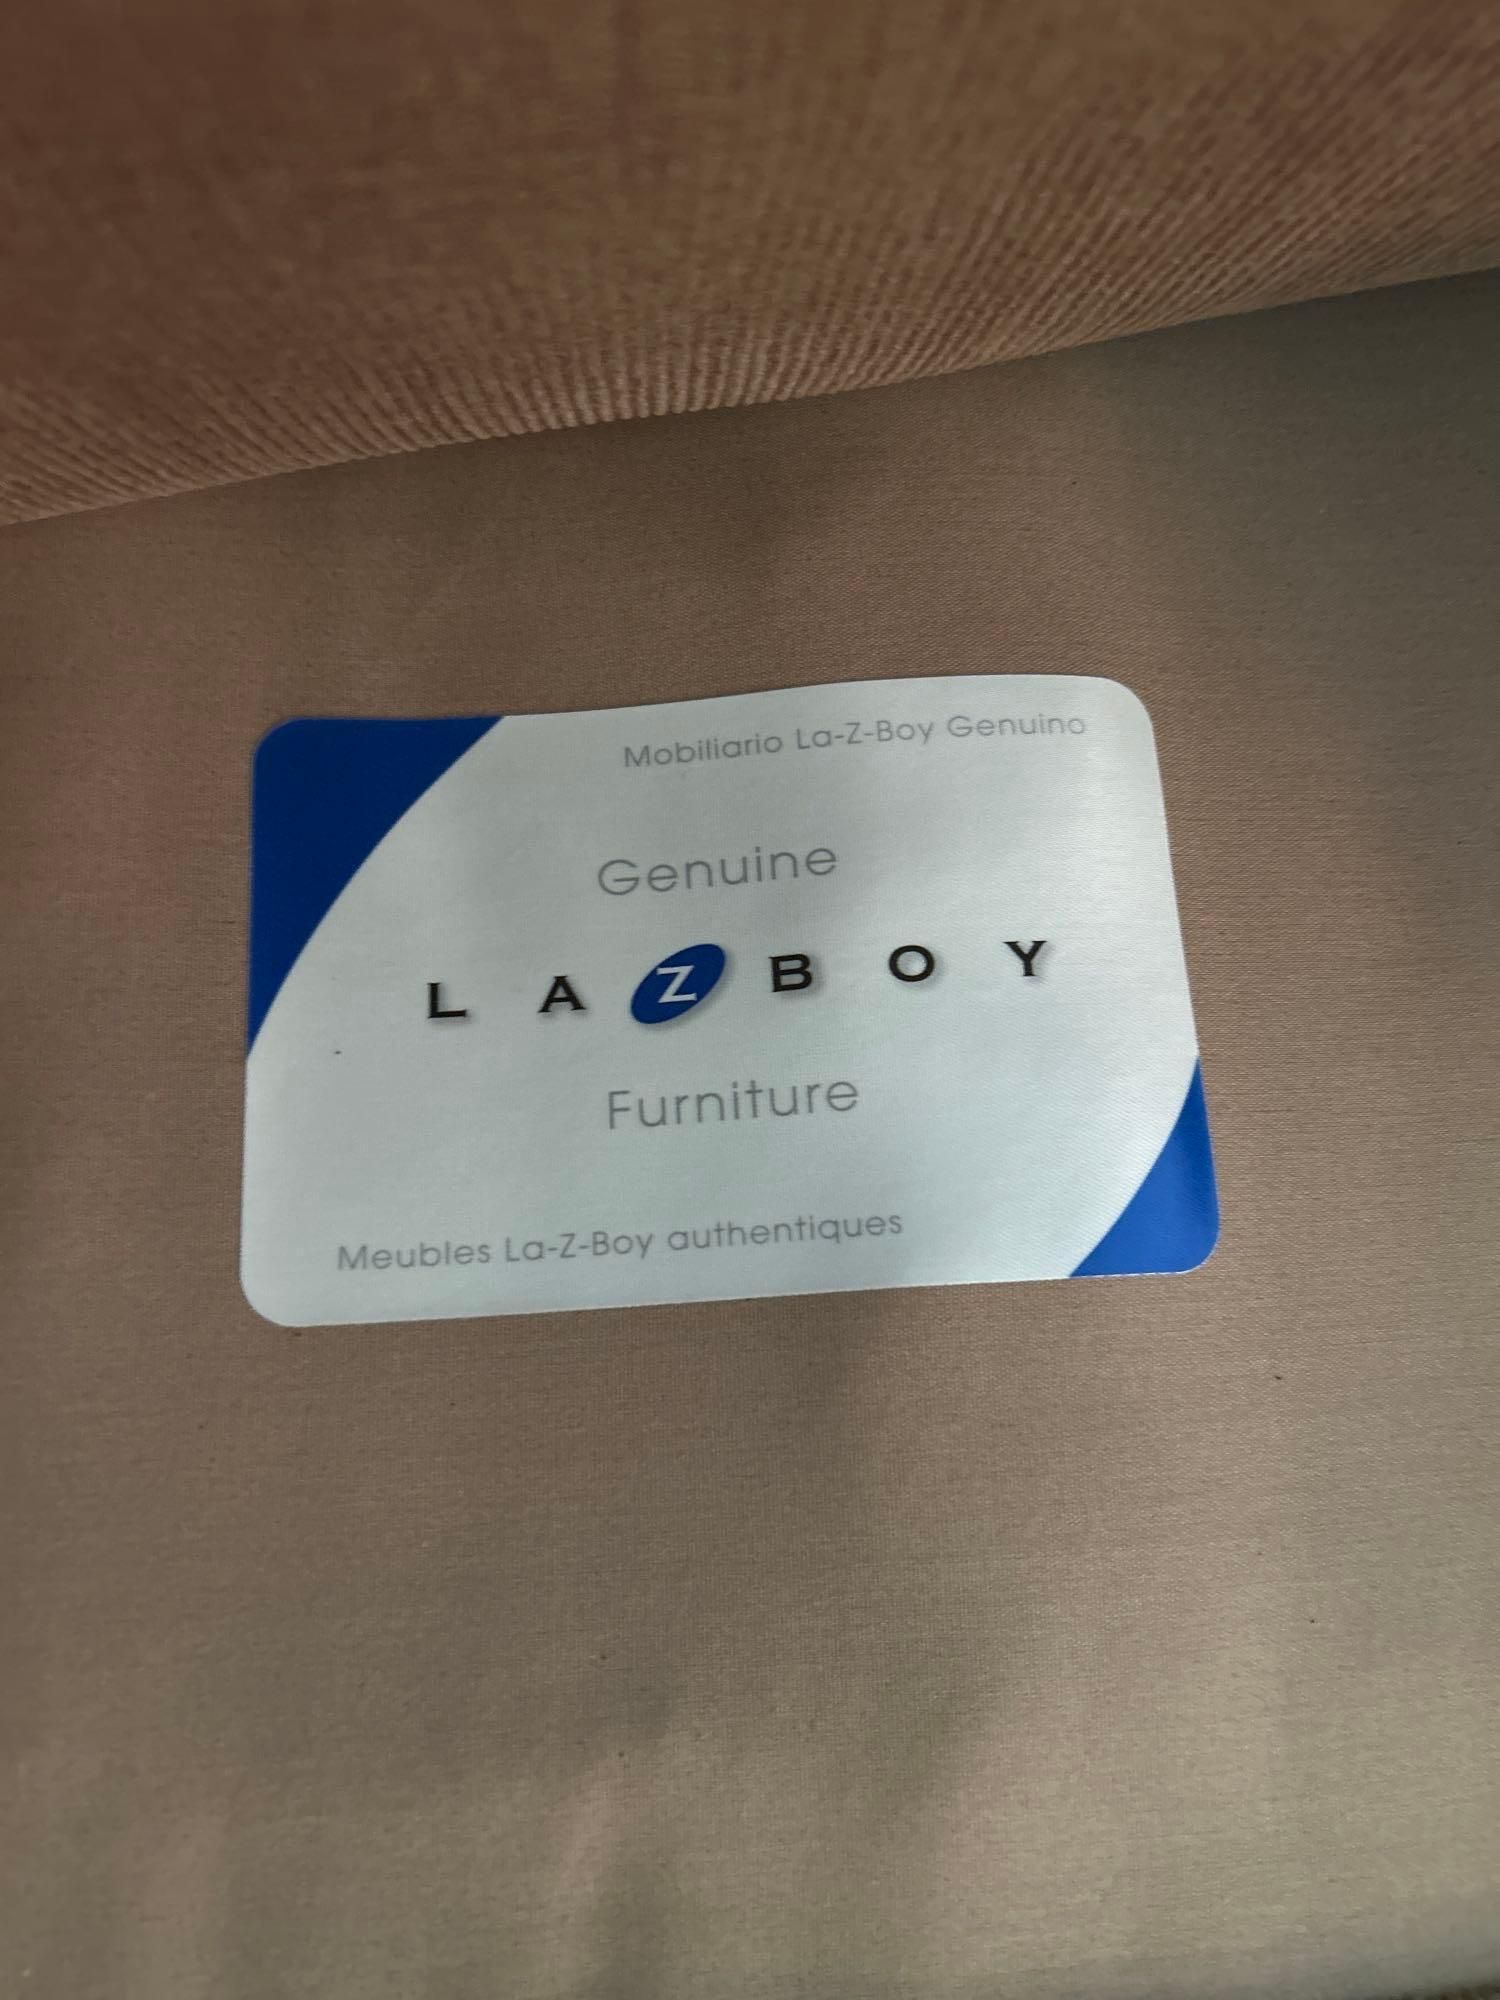 Mobiliario La-Z-Boy Genuino
Genuine
LAZBOY
Furniture
Meubles La-Z-Boy authentiques